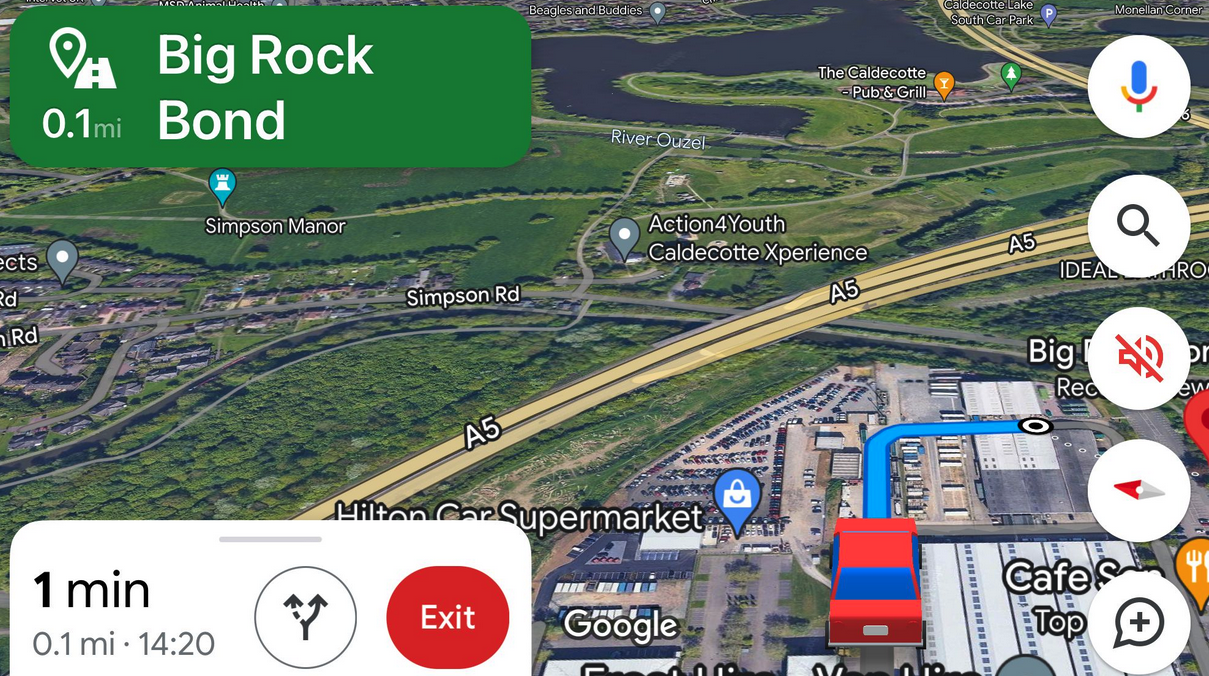 Big Rock
Bond
0.1 mi
MSD Animal Health
Beagles and Buddies
Caldecotte Lake
South Car Park
P
Monellan Corner
The Caldecotte
- Pub & Grill
River Ouzel
Simpson Manor
Action4Youth
Caldecotte Xperience
ects
Rd
Rd
Simpson Rd
A5
A5
A5
IDEAL
Big
Rec
Hilton Car Supermarket
Cafe
Top
Google
Van Hire
1 min
0.1 mi · 14:20
Exit